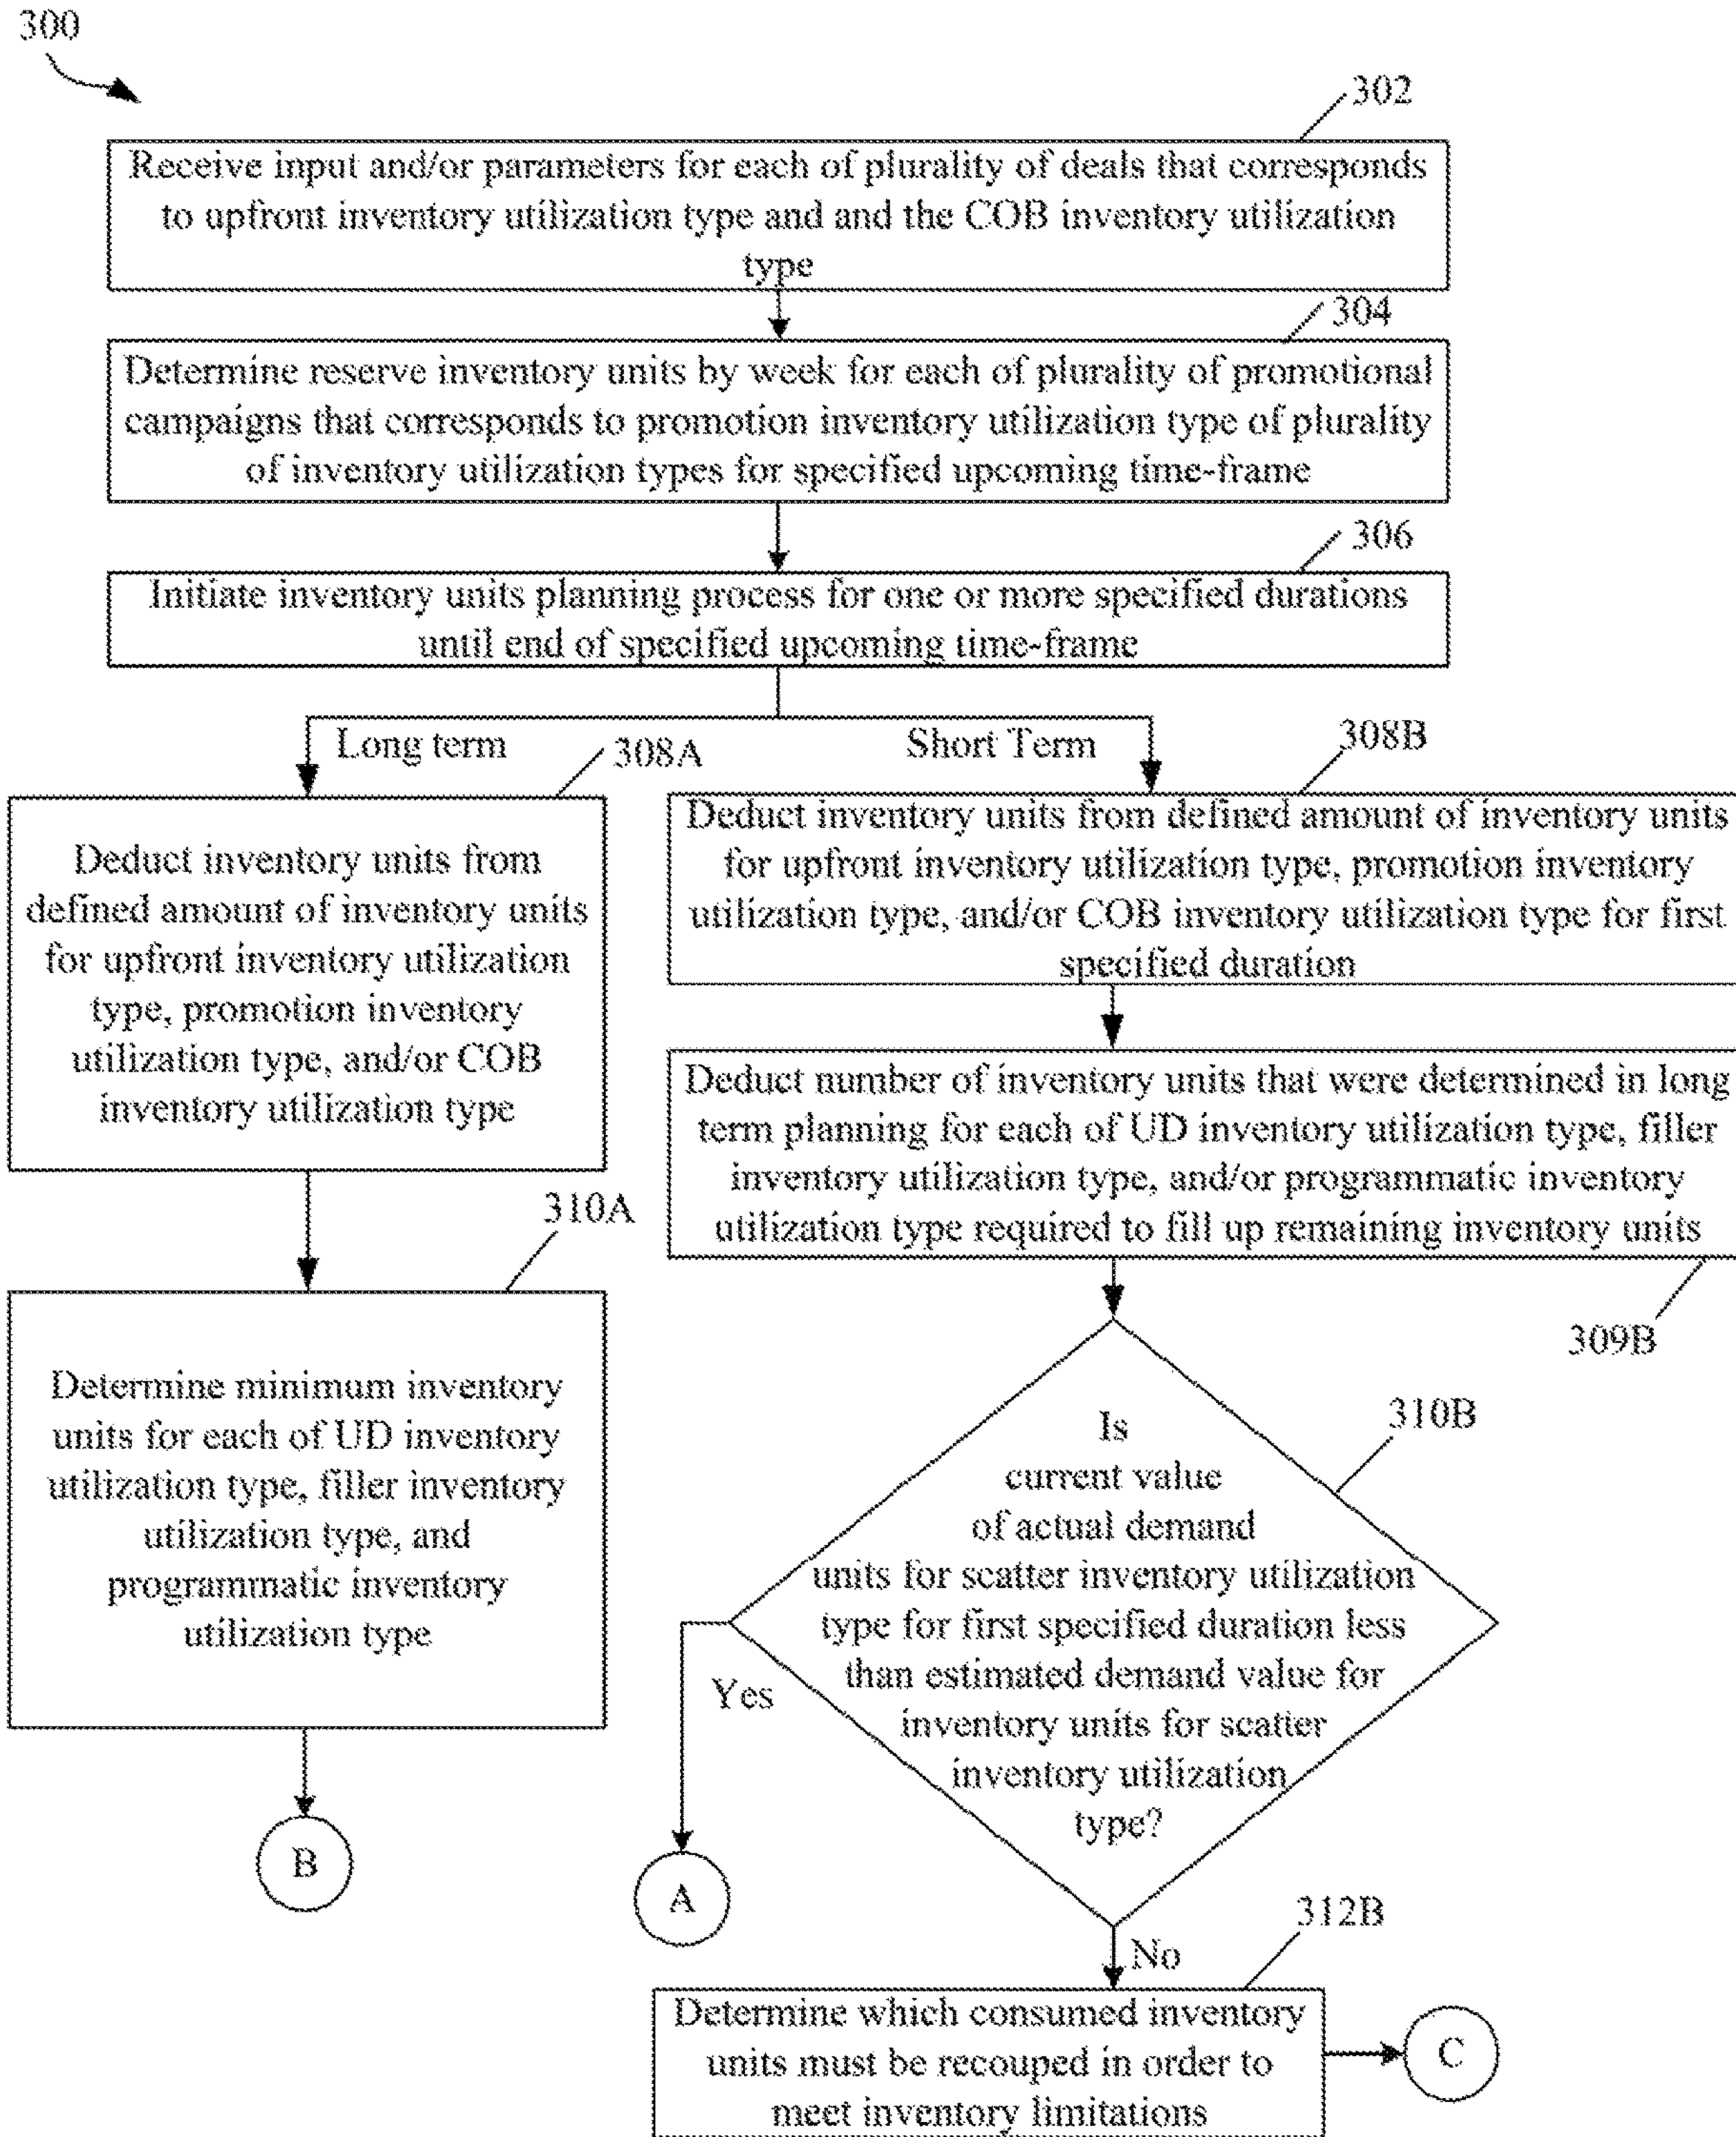 300
302
Receive input and/or parameters for each of plurality of deals that corresponds
to upfront inventory utilization type and and the COB inventory utilization
type
304
Determine reserve inventory units by week for each of plurality of promotional
campaigns that corresponds to promotion inventory utilization type of plurality
of inventory utilization types for specified upcoming time-frame
306
Initiate inventory units planning process for one or more specified durations
until end of specified upcoming time-frame
Long term
308A
Short Term
308B
Deduct inventory units from
defined amount of inventory units
for upfront inventory utilization
type, promotion inventory
utilization type, and/or COB
inventory utilization type
Deduct inventory units from defined amount of inventory units
for upfront inventory utilization type, promotion inventory
utilization type, and/or COB inventory utilization type for first
specified duration
Deduct number of inventory units that were determined in long
term planning for each of UD inventory utilization type, filler
inventory utilization type, and/or programmatic inventory
utilization type required to fill up remaining inventory units
309B
310A
Determine minimum inventory
units for each of UD inventory
utilization type, filler inventory
utilization type, and
programmatic inventory
utilization type
B
310B
Is
current value
of actual demand
units for scatter inventory utilization
type for first specified duration less
than estimated demand value for
inventory units for scatter
inventory utilization
type?
Yes
A
No
312B
Determine which consumed inventory
units must be recouped in order to
meet inventory limitations
C